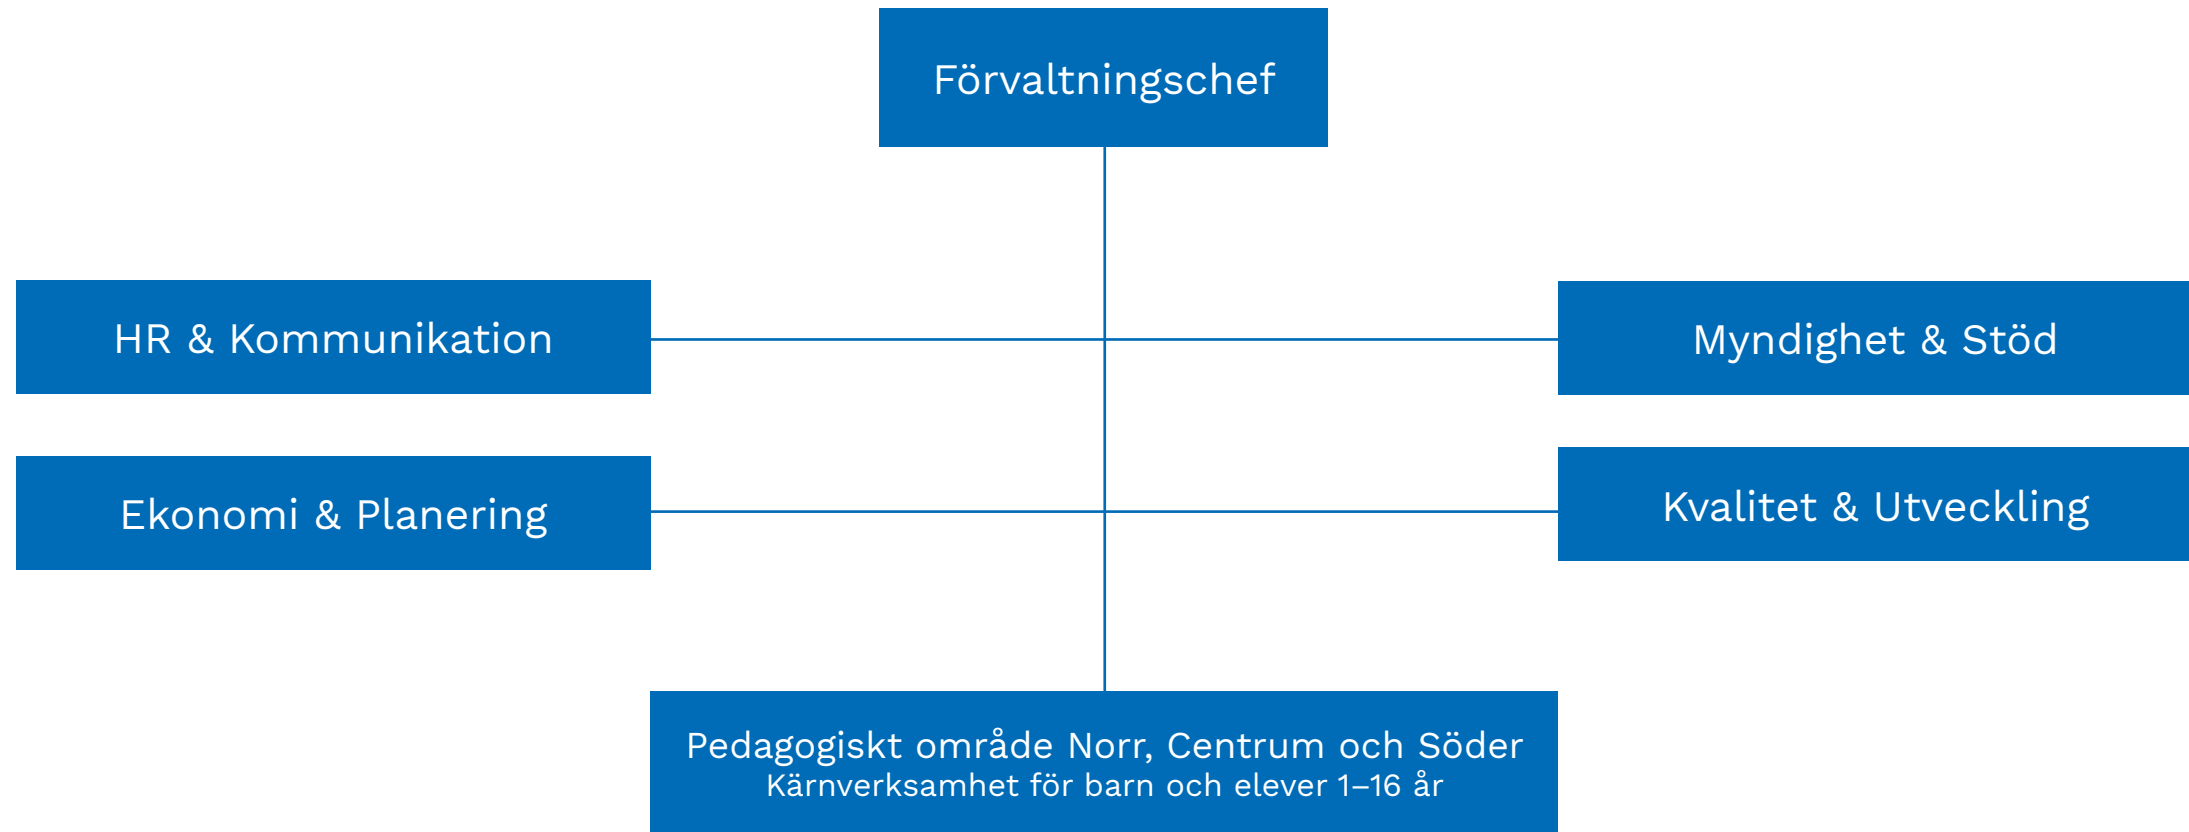 Förvaltningschef
HR & Kommunikation
Myndighet & Stöd
Ekonomi & Planering
Kvalitet & Utveckling
Pedagogiskt område Norr, Centrum och Söder
Kärnverksamhet för barn och elever 1–16 år